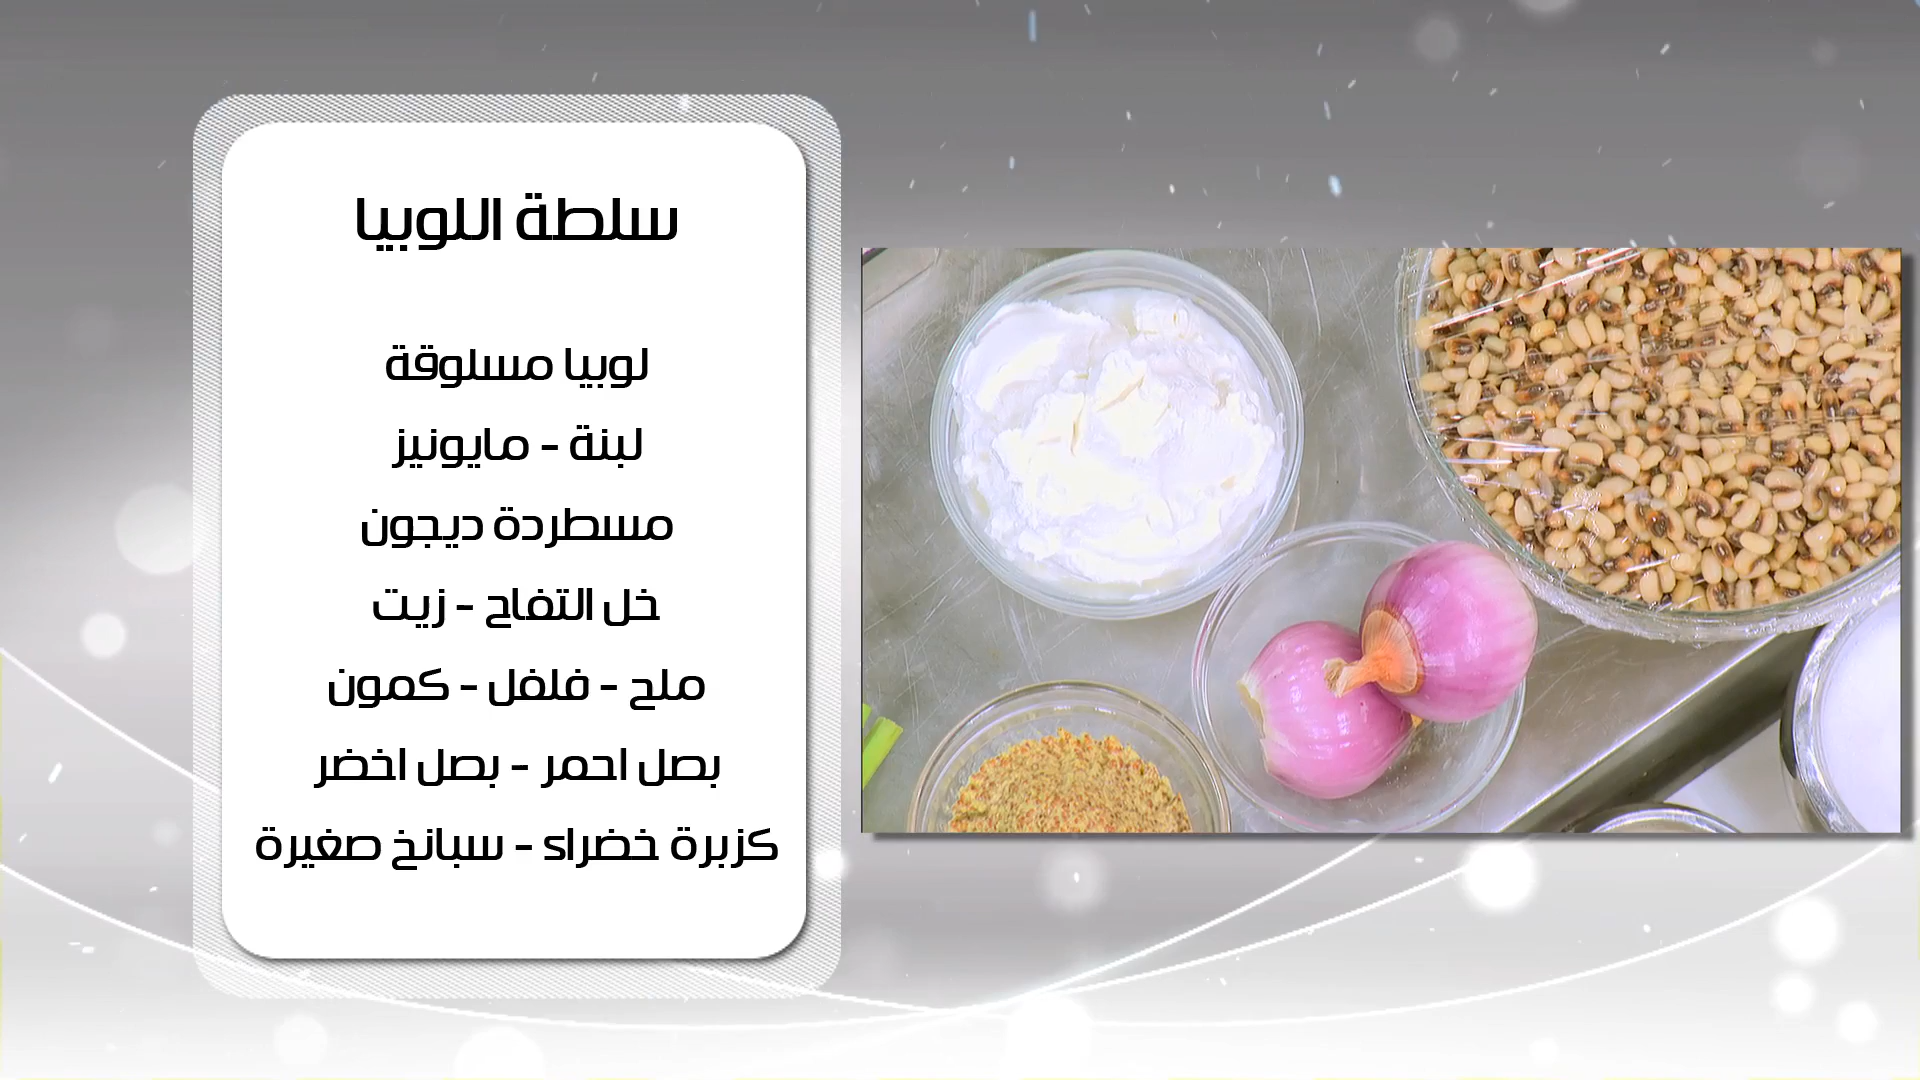 سلطة اللوبيا
لوبيا مسلوقة
لبنة - مايونيز
مسطردة ديجون
خل التفاح - زيت
ملح - فلفل - كمون
بصل احمر - بصل اخضر
كزبرة خضراء - سبانخ صغيرة